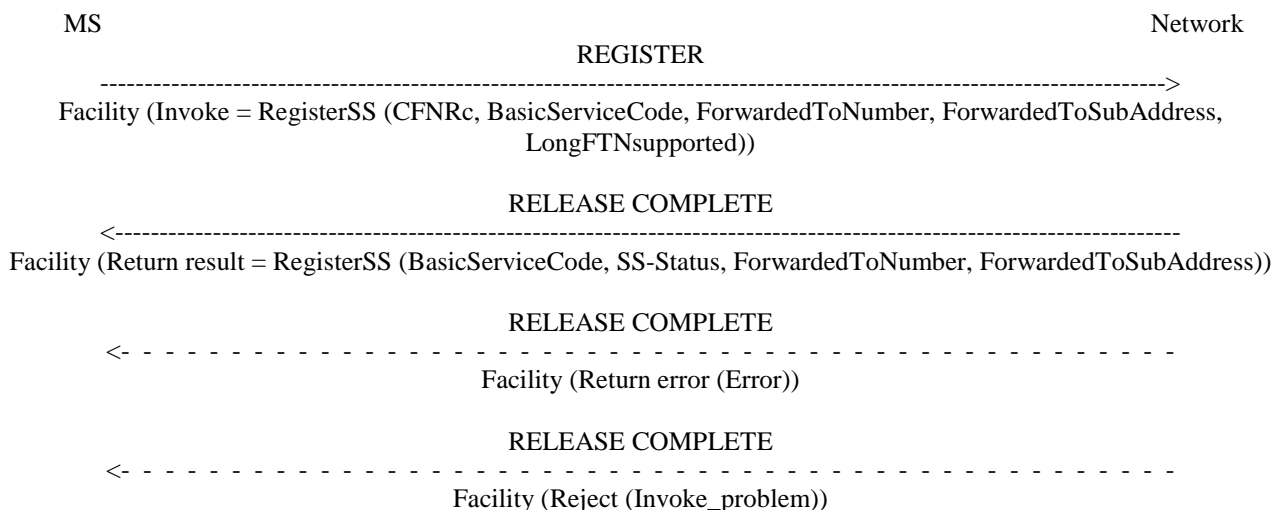 MS Network
REGISTER
------------------------------------------------------------------------------------------------------------------------>
Facility (Invoke = RegisterSS (CFNRc, BasicServiceCode, ForwardedToNumber, ForwardedToSubAddress,
LongFTNsupported))
RELEASE COMPLETE
<------------------------------------------------------------------------------------------------------------------------
Facility (Return result = RegisterSS (BasicServiceCode, SS-Status, ForwardedToNumber, ForwardedToSubAddress))
RELEASE COMPLETE
<- - - - - - - - - - - - - - - - - - - - - - - - - - - - - - - - - - - - - - - - - - - - - - - - - - - - - - - - -
Facility (Return error (Error))
RELEASE COMPLETE
<- - - - - - - - - - - - - - - - - - - - - - - - - - - - - - - - - - - - - - - - - - - - - - - - - - - - - - - - -
Facility (Reject (Invoke_problem))